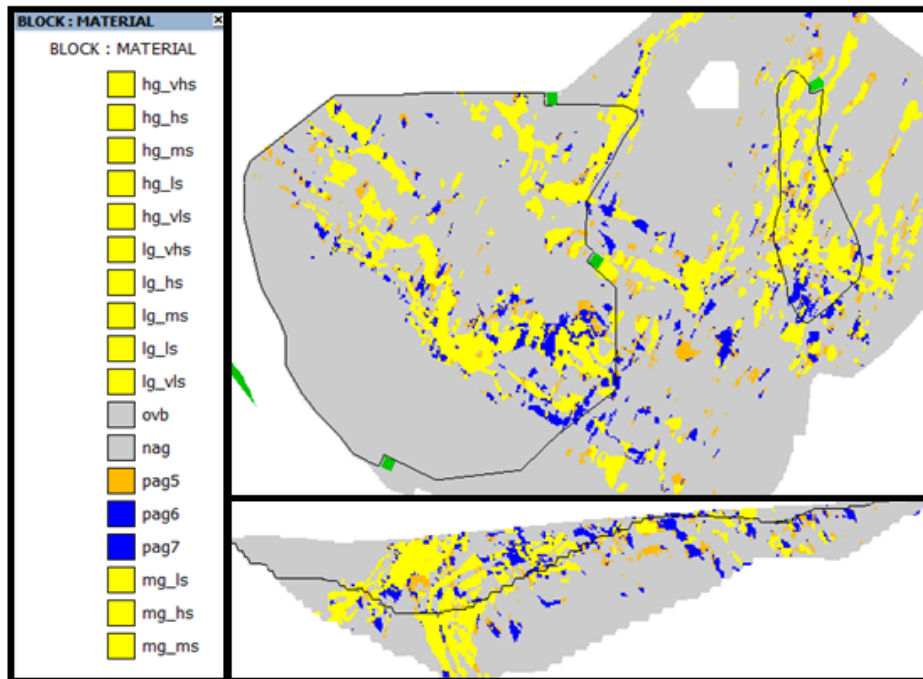 BLOCK : MATERIAL
BLOCK : MATERIAL
hg_vhs
hg_hs
hg_ms
hg_ls
hg_vls
lg_vhs
lg_hs
lg_ms
lg_ls
lg_vls
ovb
nag
pag5
pag6
pag7
mg_ls
mg_hs
mg_ms